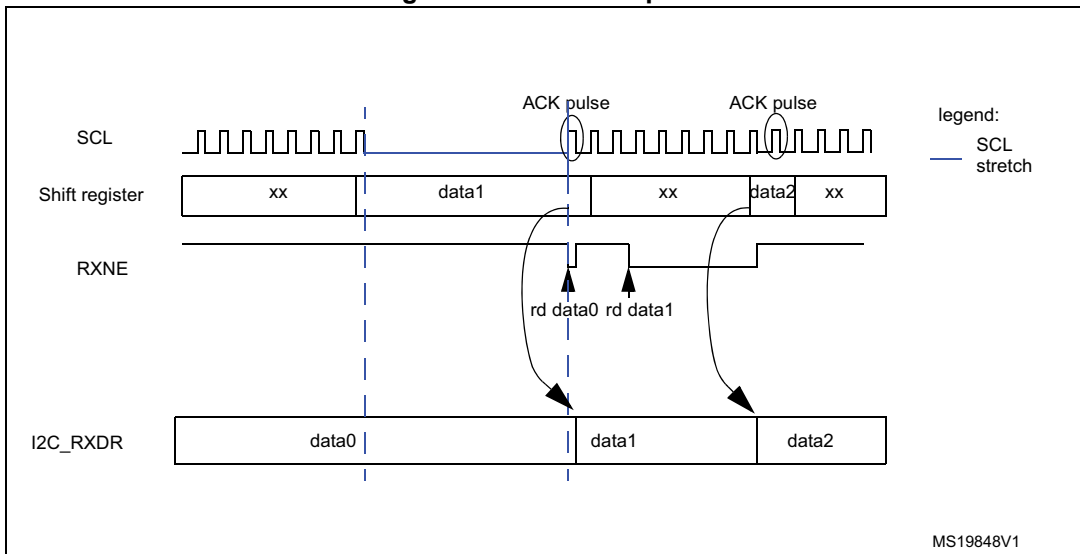 ACK pulse
ACK pulse
legend:
SCL
SCL
stretch
Shift register
xx
data1
xx
data2
xx
RXNE
rd data0
rd data1
I2C_RXDR
data0
data1
data2
MS19848V1